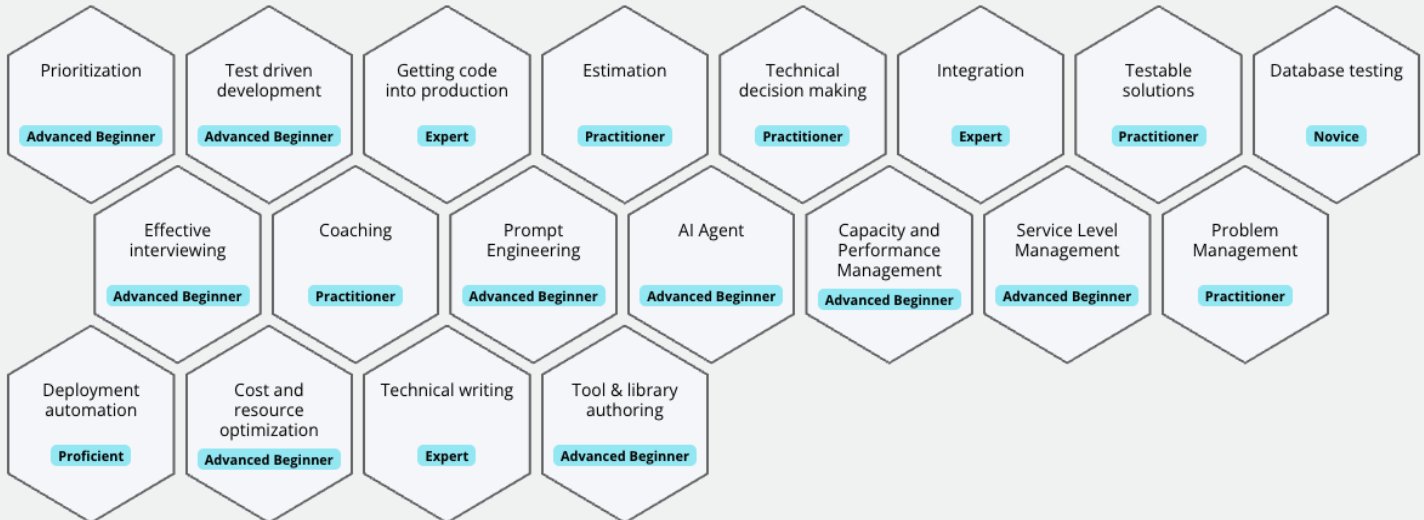 Prioritization
Advanced Beginner
Test driven
development
Advanced Beginner
Getting code
into production
Expert
Estimation
Practitioner
Technical
decision making
Practitioner
Integration
Expert
Testable
solutions
Practitioner
Database testing
Novice
Effective
interviewing
Advanced Beginner
Coaching
Practitioner
Prompt
Engineering
Advanced Beginner
AI Agent
Advanced Beginner
Capacity and
Performance
Management
Advanced Beginner
Service Level
Management
Advanced Beginner
Problem
Management
Practitioner
Deployment
automation
Proficient
Cost and
resource
optimization
Advanced Beginner
Technical writing
Expert
Tool & library
authoring
Advanced Beginner